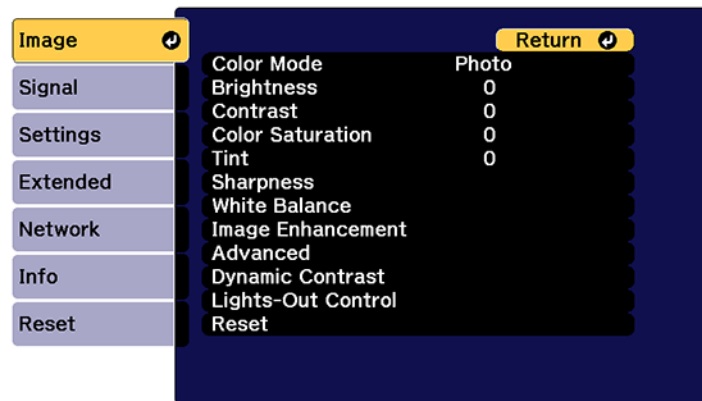 Image
Signal
Settings
Extended
Network
Info
Reset
Return
Color Mode Photo
Brightness 0
Contrast 0
Color Saturation 0
Tint 0
Sharpness
White Balance
Image Enhancement
Advanced
Dynamic Contrast
Lights-Out Control
Reset